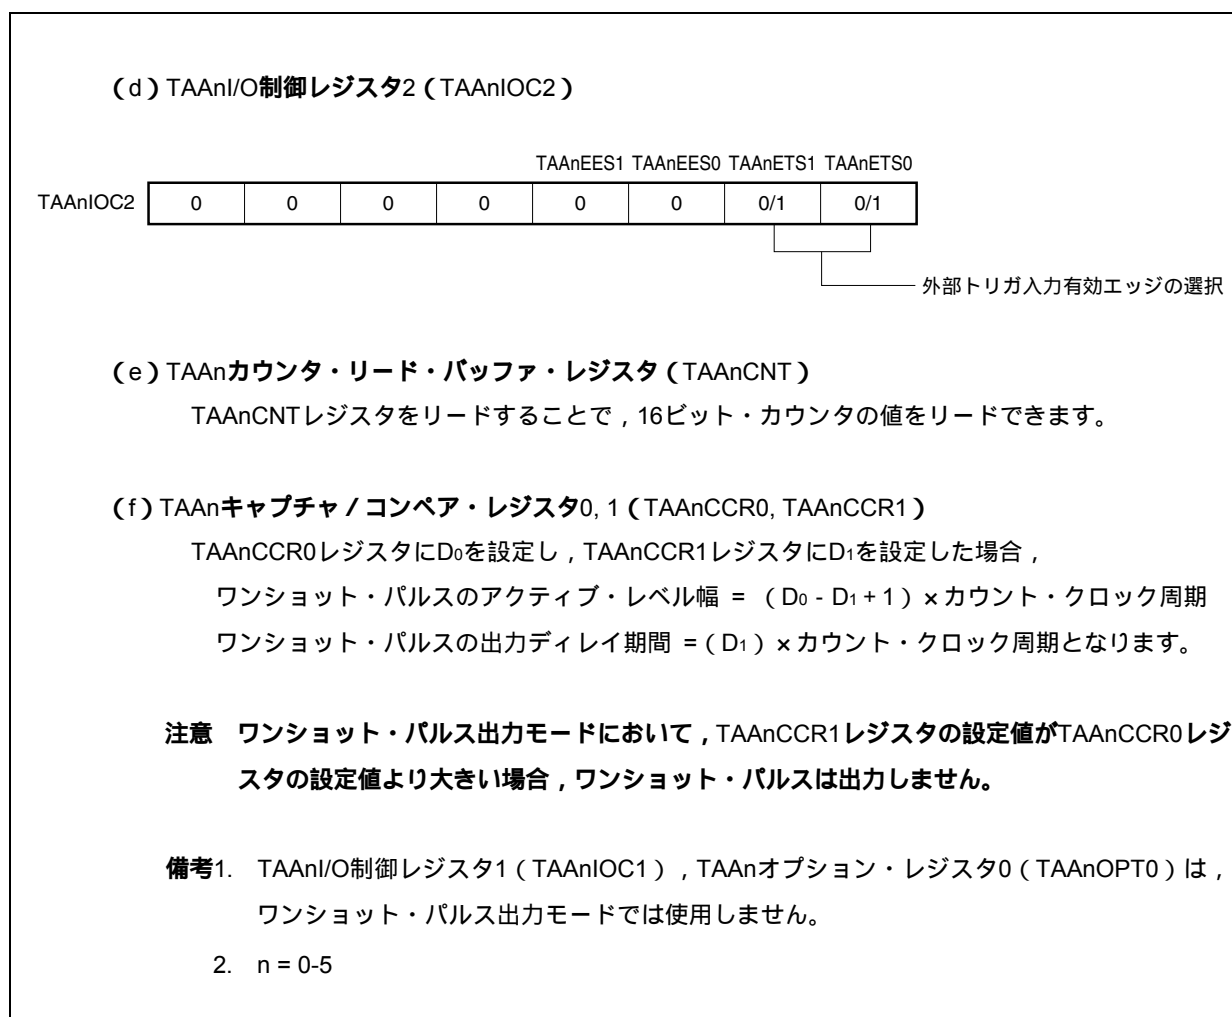 (d)TAAnI/O制御レジスタ2(TAAnIOC2)
TAAnEES1 TAAnEES0 TAAnETS1 TAAnETS0
TAAnIOC2 0 0 0 0 0 0 0/1 0/1
外部トリガ入力有効エッジの選択
(e)TAAnカウンタ・リード・バッファ・レジスタ(TAAnCNT)
TAAnCNTレジスタをリードすることで,16ビット・カウンタの値をリードできます。
(f)TAAnキャプチャ/コンペア・レジスタ0, 1(TAAnCCR0, TAAnCCR1)
TAAnCCR0レジスタにD0を設定し,TAAnCCR1レジスタにD1を設定した場合,
ワンショット・パルスのアクティブ・レベル幅 = (D0 - D1 + 1)×カウント・クロック周期
ワンショット・パルスの出力ディレイ期間 =(D1)×カウント・クロック周期となります。
注意 ワンショット・パルス出力モードにおいて,TAAnCCR1レジスタの設定値がTAAnCCR0レジ
スタの設定値より大きい場合,ワンショット・パルスは出力しません。
備考1. TAAnI/O制御レジスタ1(TAAnIOC1),TAAnオプション・レジスタ0(TAAnOPT0)は,
ワンショット・パルス出力モードでは使用しません。
2. n = 0-5